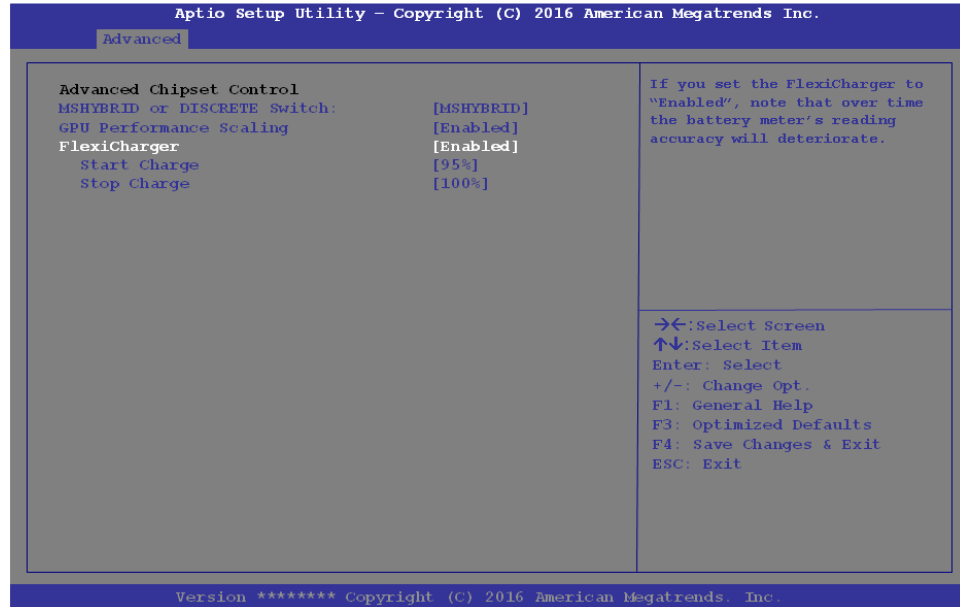 Aptio Setup Utility – Copyright (C) 2016 American Megatrends Inc.
Advanced
Advanced Chipset Control
MSHYBRID or DISCRETE Switch: [MSHYBRID]
GPU Performance Scaling [Enabled]
FlexiCharger [Enabled]
Start Charge [95%]
Stop Charge [100%]
If you set the FlexiCharger to
“Enabled”, note that over time
the battery meter’s reading
accuracy will deteriorate.
→←:Select Screen
↑↓:Select Item
Enter: Select
+/-: Change Opt.
F1: General Help
F3: Optimized Defaults
F4: Save Changes & Exit
ESC: Exit
Version ******** Copyright (C) 2016 American Megatrends. Inc.